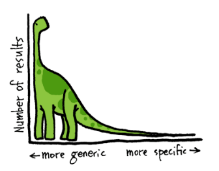 Number of results
←more generic more specific→